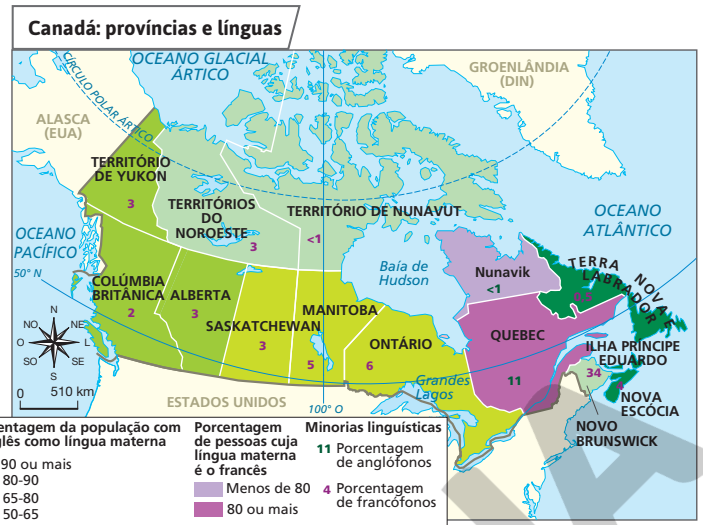 Canadá: províncias e línguas
OCEANO GLACIAL
ÁRTICO
GROENLÂNDIA
(DIN)
CÍRCULO POLAR ÁRTICO
ALASCA
(EUA)
TERRITÓRIO
DE YUKON
3
TERRITÓRIOS
DO
NOROESTE
3
TERRITÓRIO DE NUNAVUT
<1
OCEANO
ATLÂNTICO
OCEANO
PACÍFICO
50° N
Baía de
Hudson
Nunavik
<1
TERRA NOVA E
LABRADOR
0,5
COLÚMBIA
BRITÂNICA
2
ALBERTA
3
SASKATCHEWAN
3
MANITOBA
5
ONTÁRIO
6
QUEBEC
11
ILHA PRÍNCIPE
EDUARDO
34
4
NOVA
ESCÓCIA
NOVO
BRUNSWICK
Grandes
Lagos
N
NO
NE
O
L
SO
SE
S
0
510 km
ESTADOS UNIDOS
100° O
entagem da população com
glês como língua materna
90 ou mais
80-90
65-80
50-65
Porcentagem
de pessoas cuja
língua materna
é o francês
Menos de 80
80 ou mais
Minorias linguísticas
11 Porcentagem
de anglófonos
4 Porcentagem
de francófonos